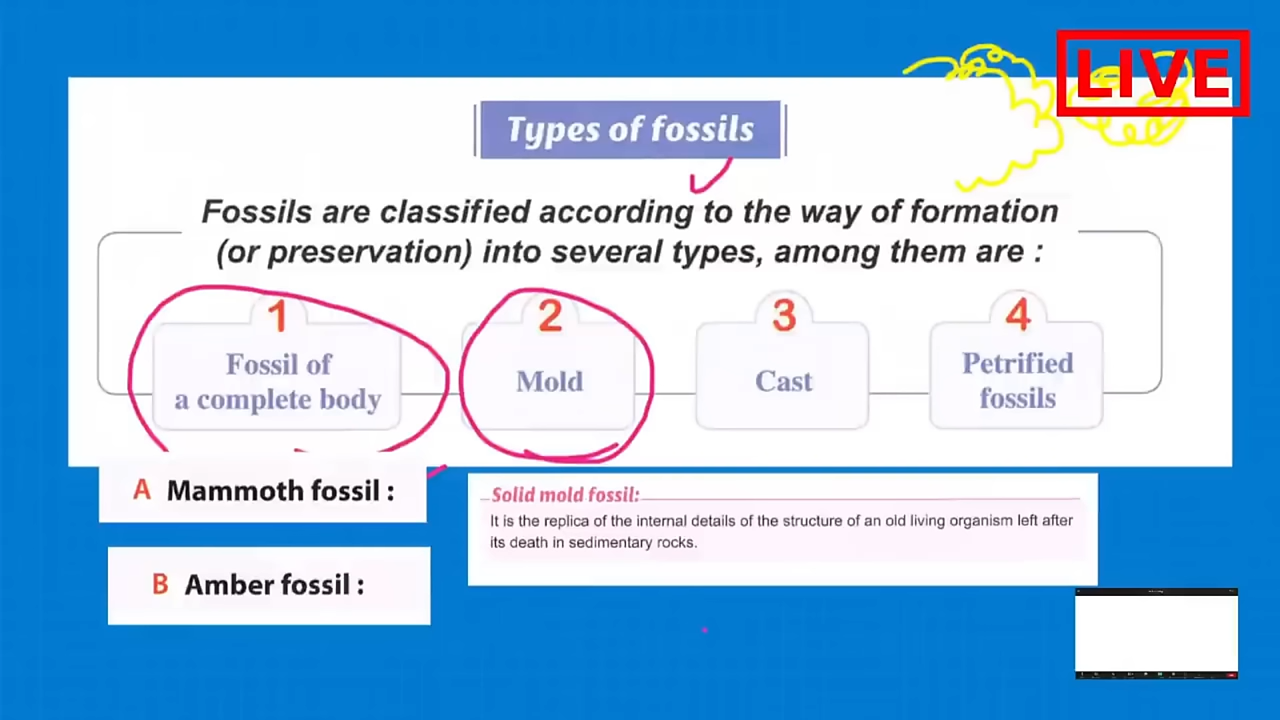 LIVE
Types of fossils
Fossils are classified according to the way of formation
(or preservation) into several types, among them are :
1
Fossil of
a complete body
2
Mold
3
Cast
4
Petrified
fossils
A Mammoth fossil :
B Amber fossil :
Solid mold fossil:
It is the replica of the internal details of the structure of an old living organism left after
its death in sedimentary rocks.